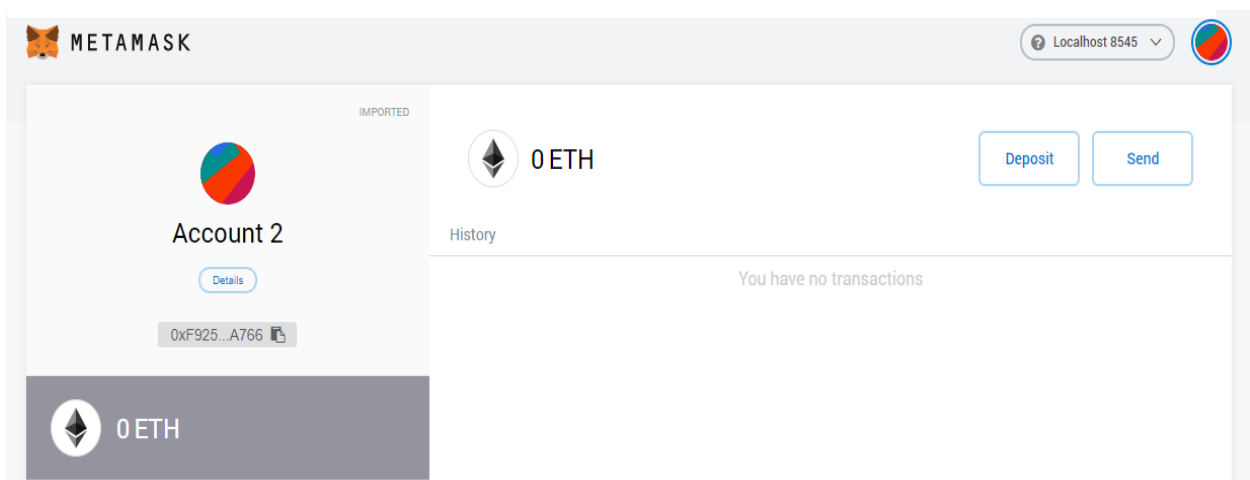 METAMASK
Localhost 8545
IMPORTED
Account 2
Details
0xF925...A766
0 ETH
0 ETH
Deposit
Send
History
You have no transactions